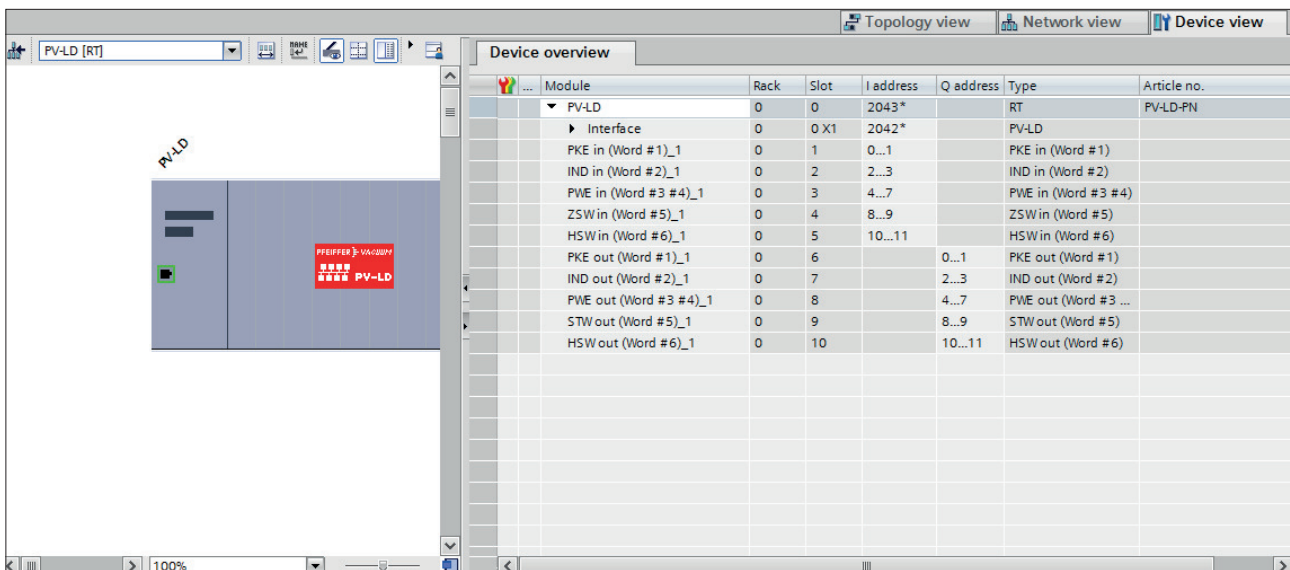 Topology view Network view Device view
PV-LD [RT]
NAME
Device overview
... Module Rack Slot I address Q address Type Article no.
PV-LD 0 0 2043* RT PV-LD-PN
Interface 0 0 X1 2042* PV-LD
PKE in (Word #1)_1 0 1 0...1 PKE in (Word #1)
IND in (Word #2)_1 0 2 2...3 IND in (Word #2)
PWE in (Word #3 #4)_1 0 3 4...7 PWE in (Word #3 #4)
ZSW in (Word #5)_1 0 4 8...9 ZSW in (Word #5)
HSW in (Word #6)_1 0 5 10...11 HSW in (Word #6)
PKE out (Word #1)_1 0 6 0...1 PKE out (Word #1)
IND out (Word #2)_1 0 7 2...3 IND out (Word #2)
PWE out (Word #3 #4)_1 0 8 4...7 PWE out (Word #3 ...
STW out (Word #5)_1 0 9 8...9 STW out (Word #5)
HSW out (Word #6)_1 0 10 10...11 HSW out (Word #6)
PV-LD
PFEIFFER VACUUM
PV-LD
100%